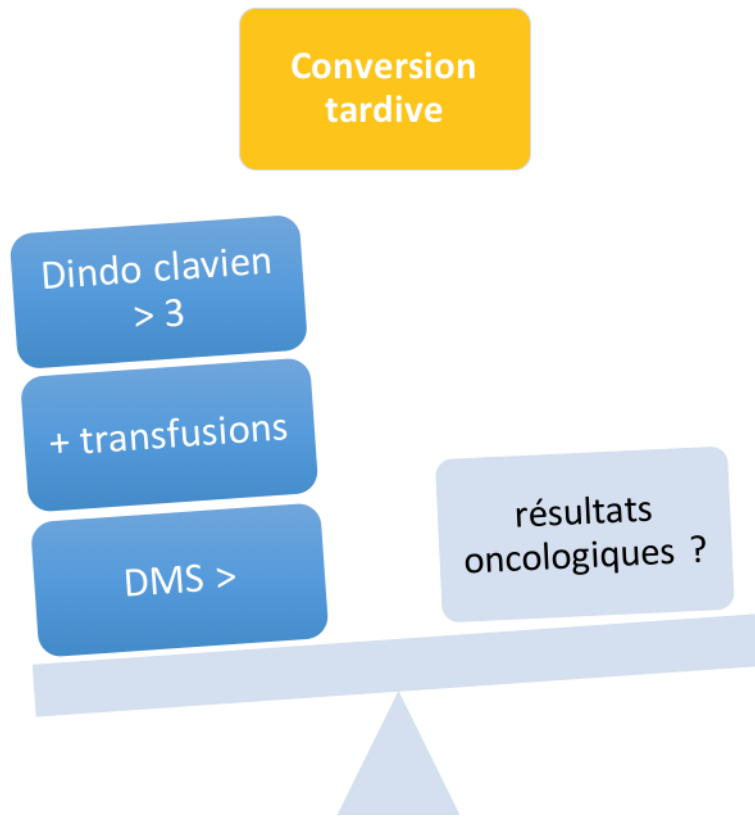 Conversion
tardive
Dindo clavien
> 3
+ transfusions
DMS >
résultats
oncologiques ?